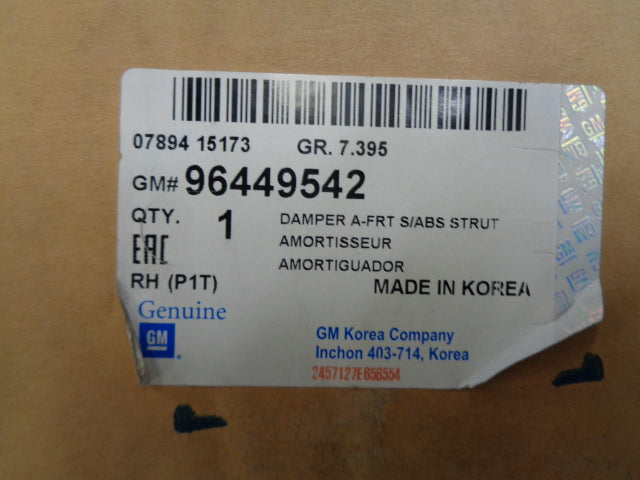 07894 15173 GR. 7.395
GM# 96449542
QTY. 1 DAMPER A-FRT S/ABS STRUT
EAC AMORTISSEUR
AMORTIGUADOR
RH (P1T) MADE IN KOREA
Genuine
GM
GM Korea Company
Inchon 403-714, Korea